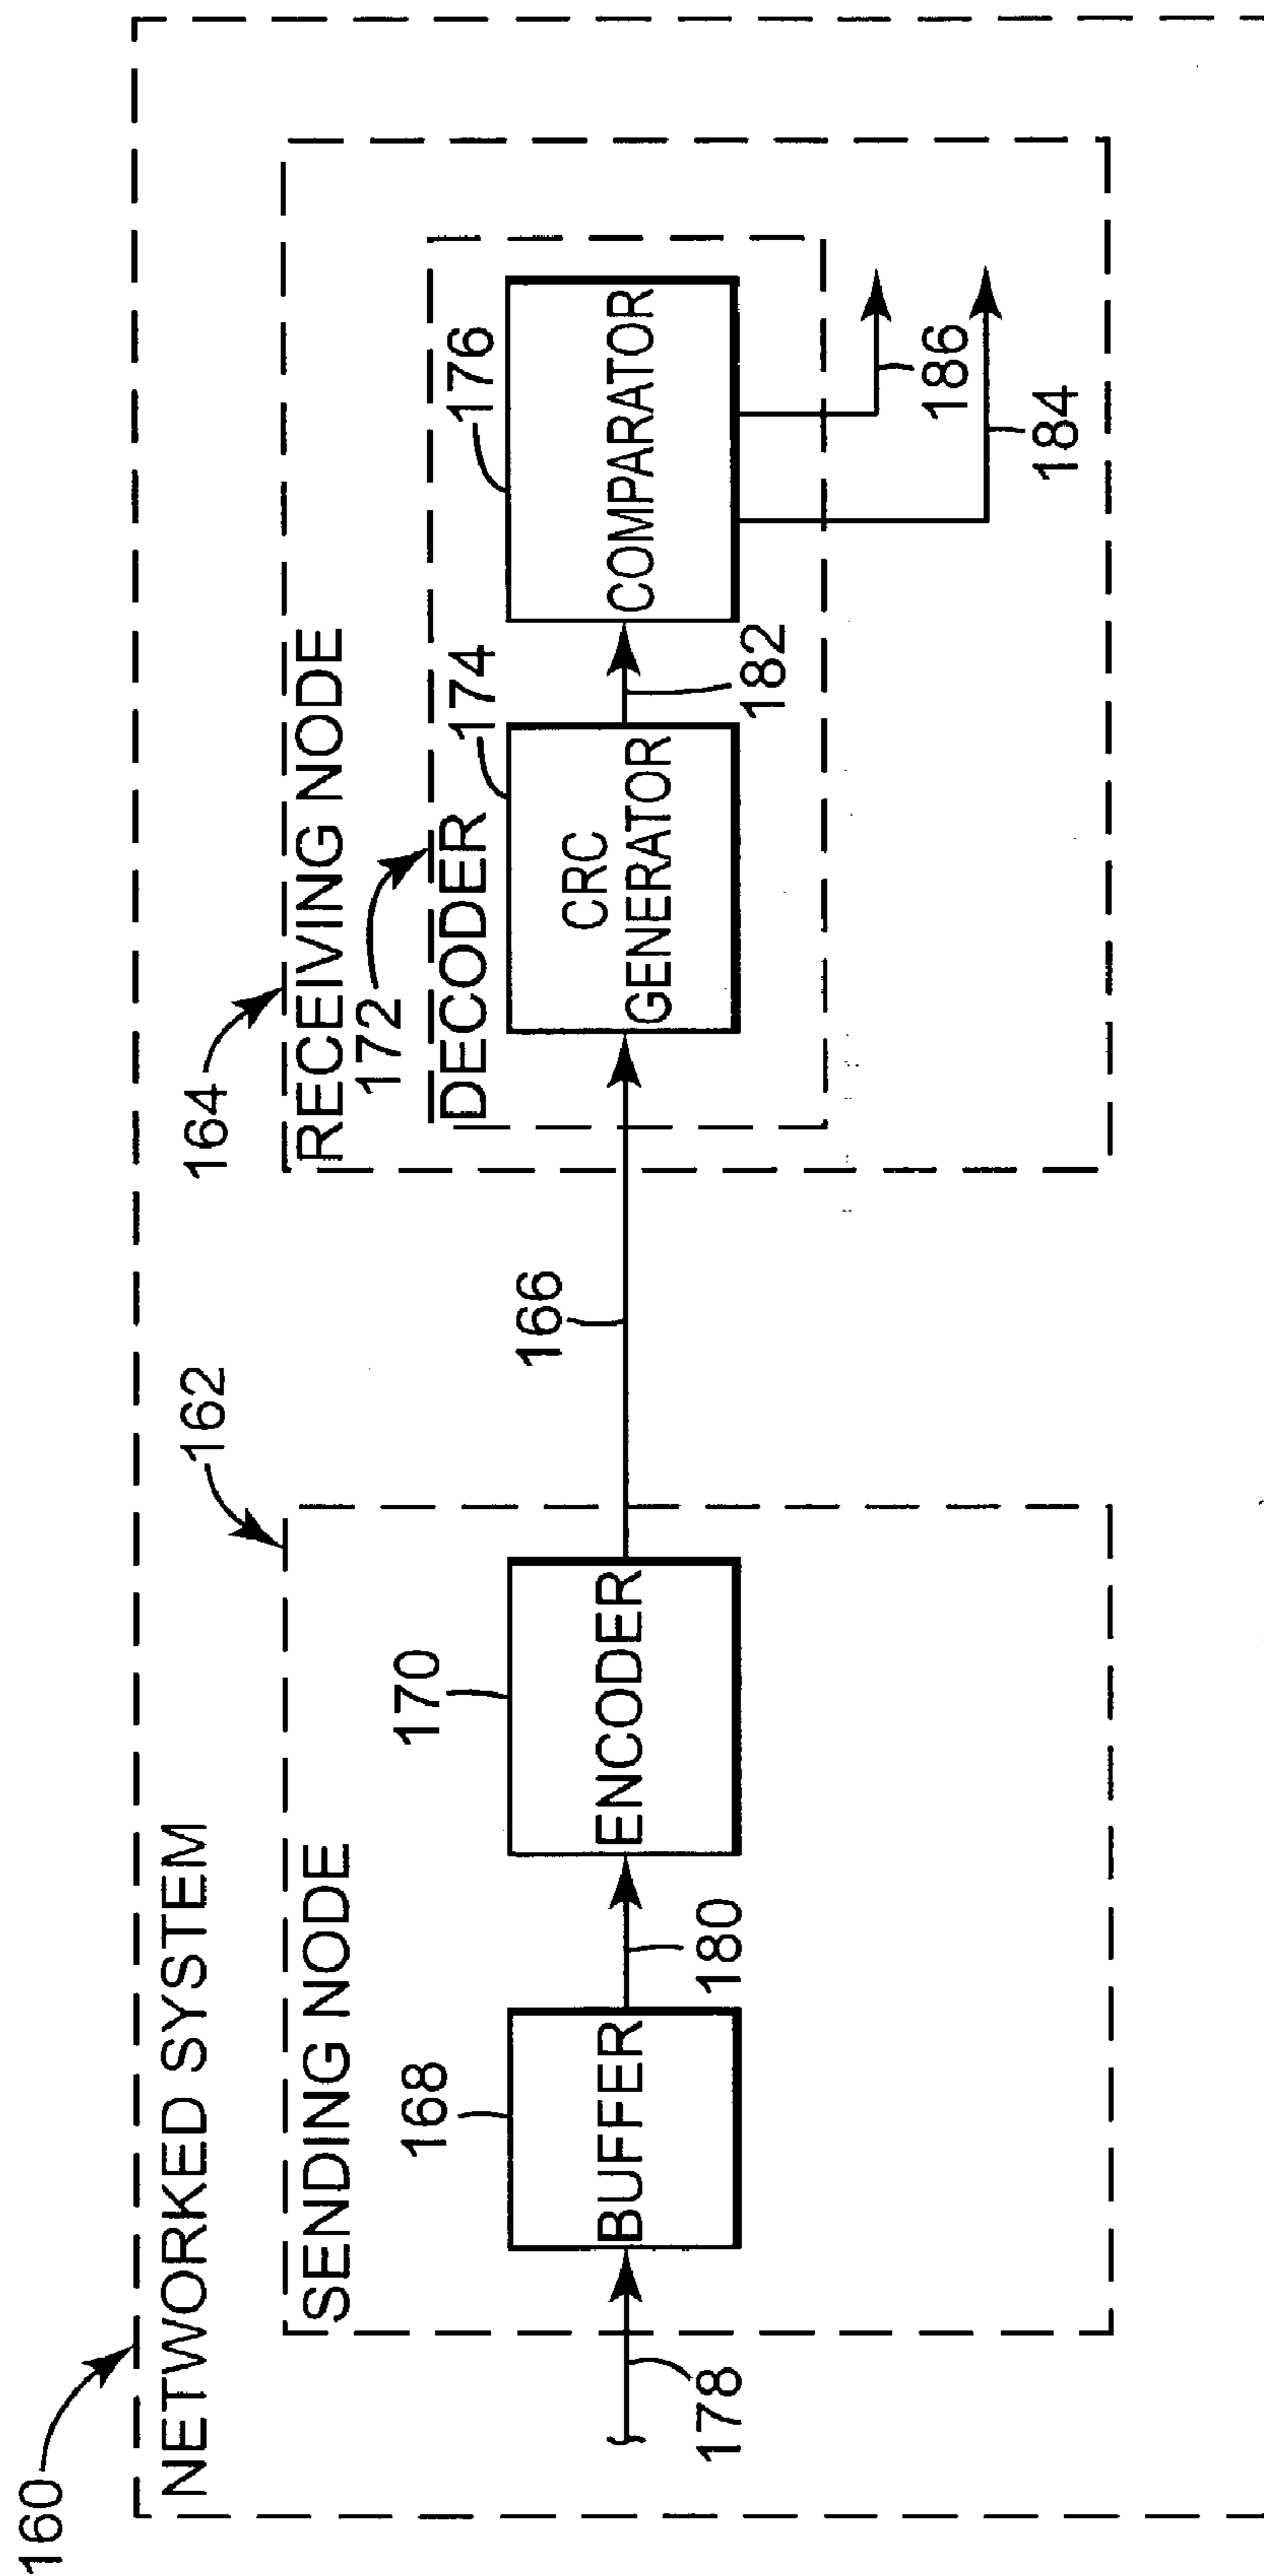 160
NETWORKED SYSTEM
162
SENDING NODE
168
BUFFER
170
ENCODER
178
180
166
164
RECEIVING NODE
172
DECODER
174
CRC
GENERATOR
176
COMPARATOR
182
186
184